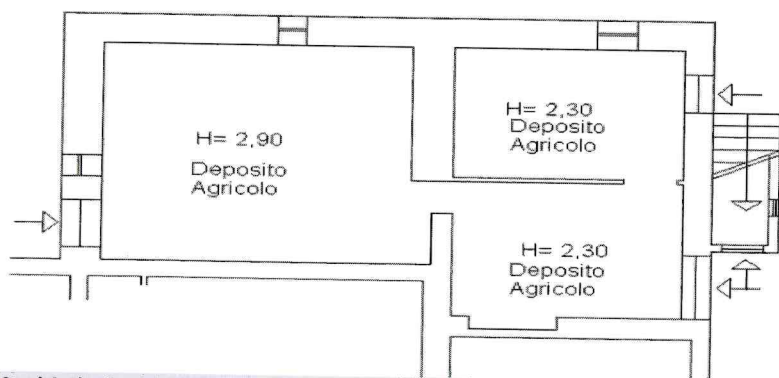 H= 2,90
Deposito
Agricolo
H= 2,30
Deposito
Agricolo
H= 2,30
Deposito
Agricolo